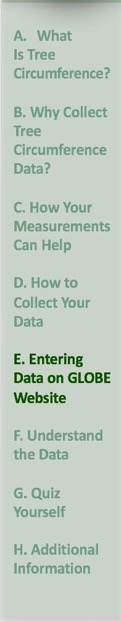 A. What
Is Tree
Circumference?
B. Why Collect
Tree
Circumference
Data?
C. How Your
Measurements
Can Help
D. How to
Collect Your
Data
E. Entering
Data on GLOBE
Website
F. Understand
the Data
G. Quiz
Yourself
H. Additional
Information